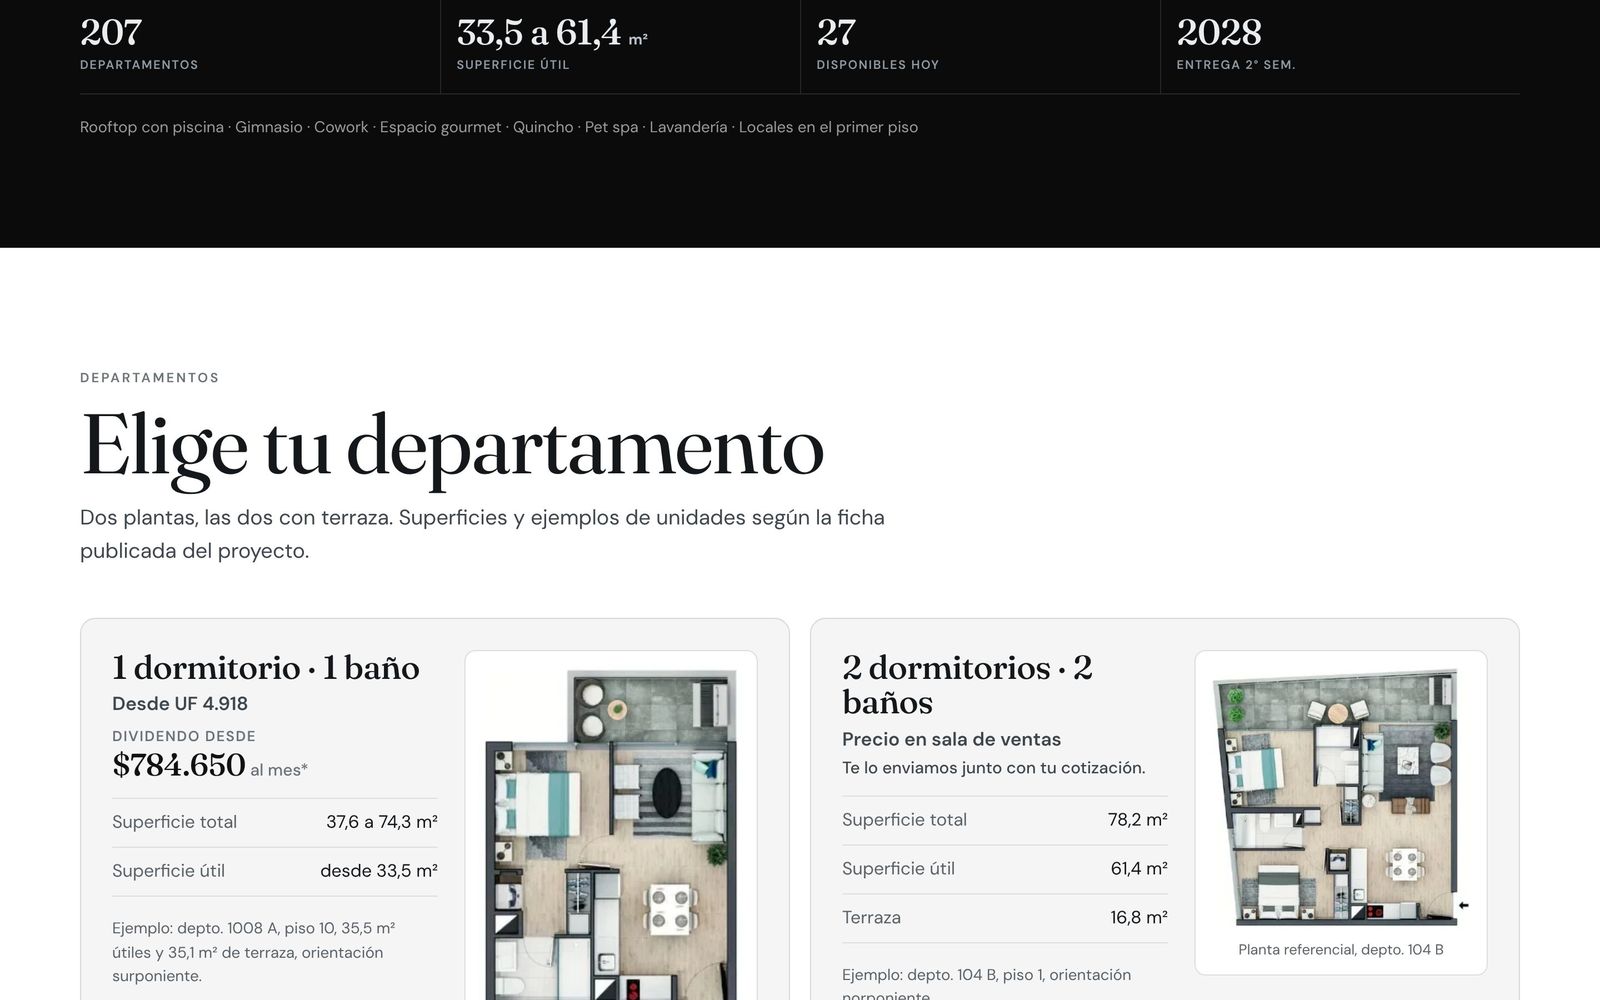 207
DEPARTAMENTOS
33,5 a 61,4 m²
SUPERFICIE ÚTIL
27
DISPONIBLES HOY
2028
ENTREGA 2° SEM.
Rooftop con piscina · Gimnasio · Cowork · Espacio gourmet · Quincho · Pet spa · Lavandería · Locales en el primer piso
DEPARTAMENTOS
Elige tu departamento
Dos plantas, las dos con terraza. Superficies y ejemplos de unidades según la ficha
publicada del proyecto.
1 dormitorio · 1 baño
Desde UF 4.918
DIVIDENDO DESDE
$784.650 al mes*
Superficie total 37,6 a 74,3 m²
Superficie útil desde 33,5 m²
Ejemplo: depto. 1008 A, piso 10, 35,5 m²
útiles y 35,1 m² de terraza, orientación
surponiente.
2 dormitorios · 2
baños
Precio en sala de ventas
Te lo enviamos junto con tu cotización.
Superficie total 78,2 m²
Superficie útil 61,4 m²
Terraza 16,8 m²
Ejemplo: depto. 104 B, piso 1, orientación
norponiente.
Planta referencial, depto. 104 B